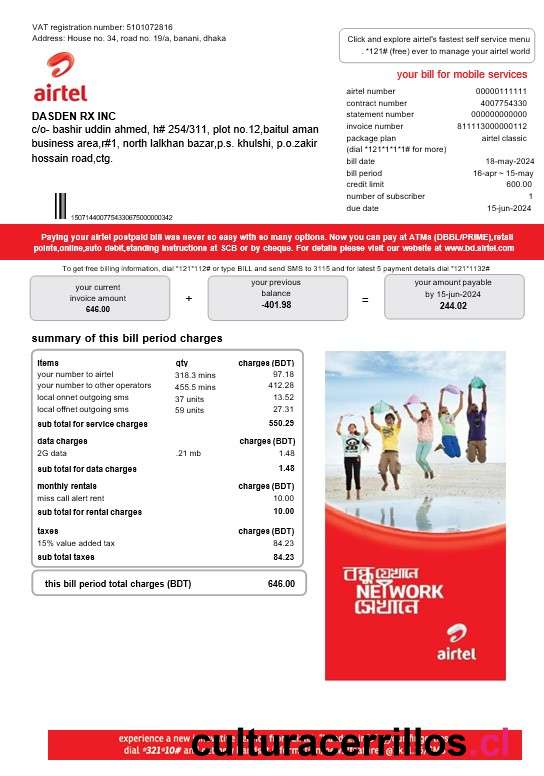 VAT registration number: 5101072816
Address: House no. 34, road no. 19/a, banani, dhaka
Click and explore airtel's fastest self service menu
. *121# (free) ever to manage your airtel world
airtel
your bill for mobile services
DASDEN RX INC
c/o- bashir uddin ahmed, h# 254/311, plot no.12,baitul aman
business area,r#1, north lalkhan bazar,p.s. khulshi, p.o.zakir
hossain road,ctg.
airtel number 00000111111
contract number 4007754330
statement number 000000000000
invoice number 811113000000112
package plan airtel classic
(dial *121*1*1*1# for more)
bill date 18-may-2024
bill period 16-apr ~ 15-may
credit limit 600.00
number of subscriber 1
due date 15-jun-2024
15071440077543306750000000342
Paying your airtel postpaid bill was never so easy with so many options. Now you can pay at ATMs (DBBL/PRIME),retail
points,onnel,auto debit,standing instructions at SCB or by cheque. For details please visit our website at www.bd.airtel.com
To get free billing information, dial *121*112# or type BILL and send SMS to 3115 and for latest 5 payment details dial *121*1132#
your current
invoice amount
646.00
+
your previous
balance
-401.98
=
your amount payable
by 15-jun-2024
244.02
summary of this bill period charges
items qty charges (BDT)
your number to airtel 318.3 mins 97.18
your number to other operators 455.5 mins 412.28
local onnet outgoing sms 37 units 13.52
local offnet outgoing sms 59 units 27.31
sub total for service charges 550.29
data charges charges (BDT)
2G data .21 mb 1.48
sub total for data charges 1.48
monthly rentals charges (BDT)
miss call alert rent 10.00
sub total for rental charges 10.00
taxes charges (BDT)
15% value added tax 84.23
sub total taxes 84.23
this bill period total charges (BDT) 646.00
বন্ধু যেখানে
NETWORK
সেখানে
airtel
experience a new
dial *321*10#
culturacerrillos.cl